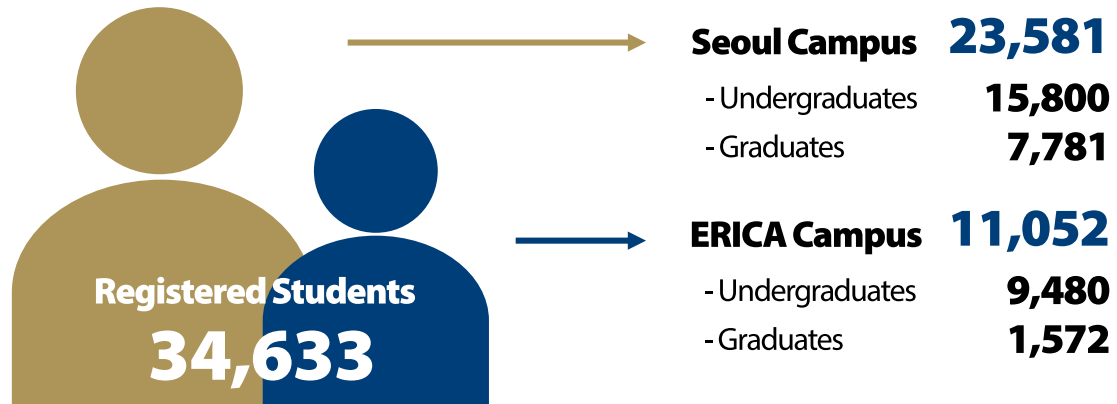 Seoul Campus 23,581
- Undergraduates 15,800
- Graduates 7,781
ERICA Campus 11,052
- Undergraduates 9,480
- Graduates 1,572
Registered Students
34,633